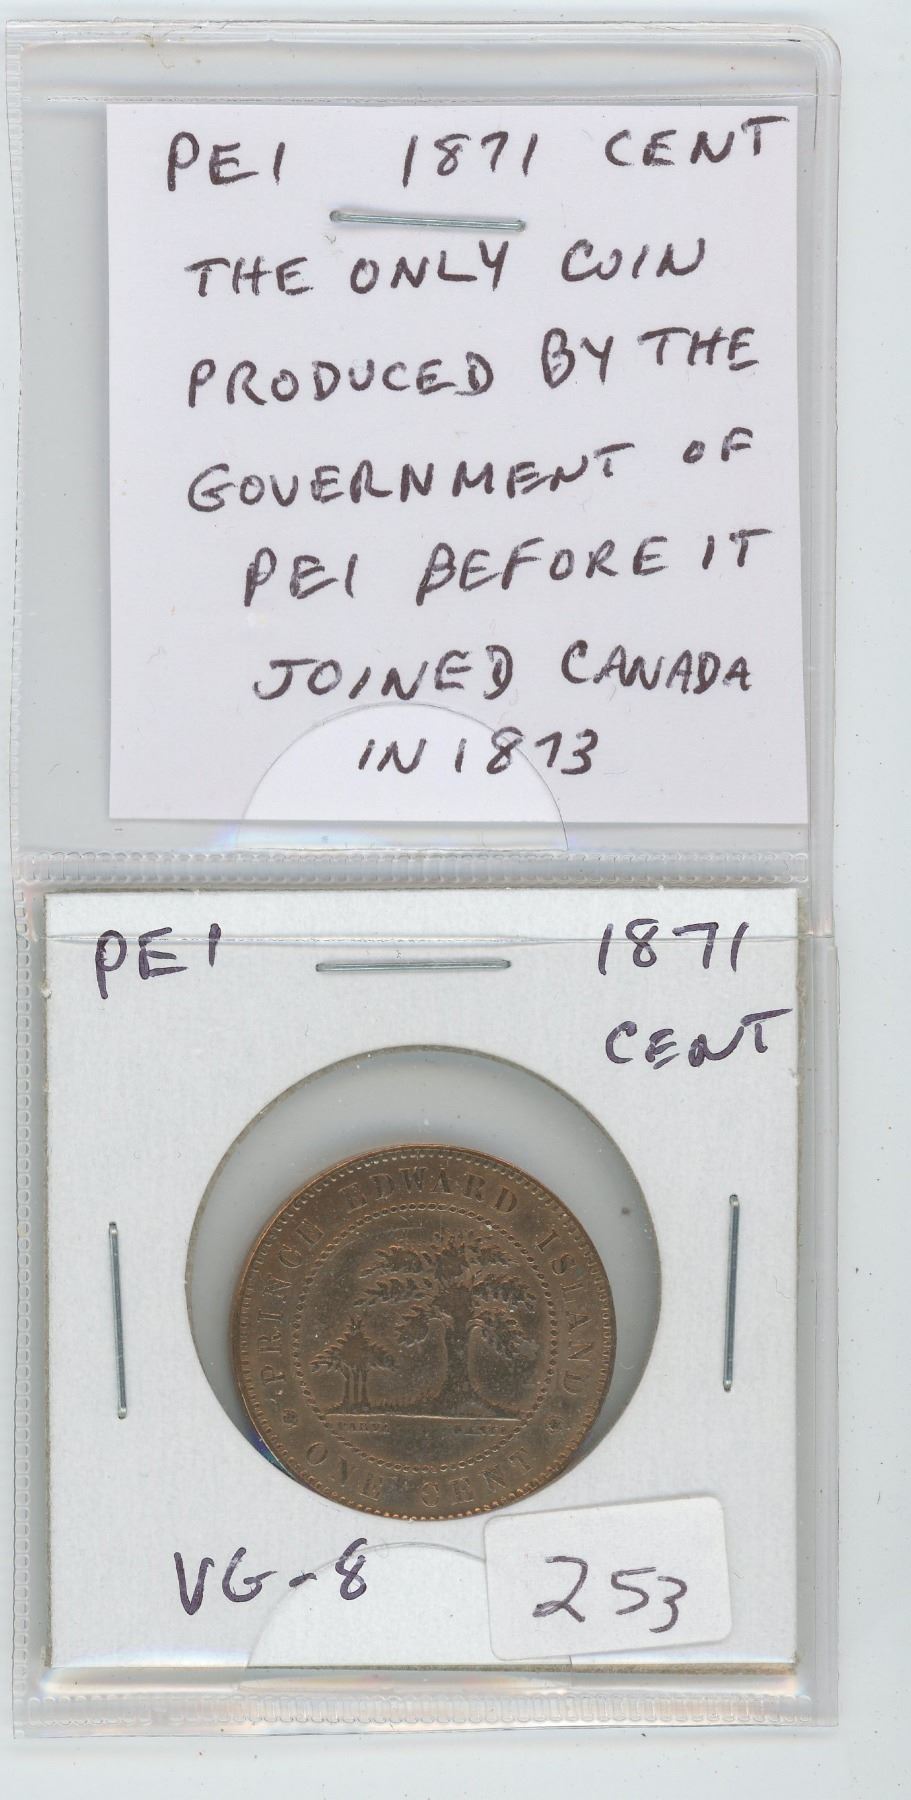 PEI 1871 CENT
THE ONLY COIN
PRODUCED BY THE
GOVERNMENT OF
PEI BEFORE IT
JOINED CANADA
IN 1873
PEI 1871
CENT
PRINCE EDWARD ISLAND
PARVA
ONE CENT
VG-8
253